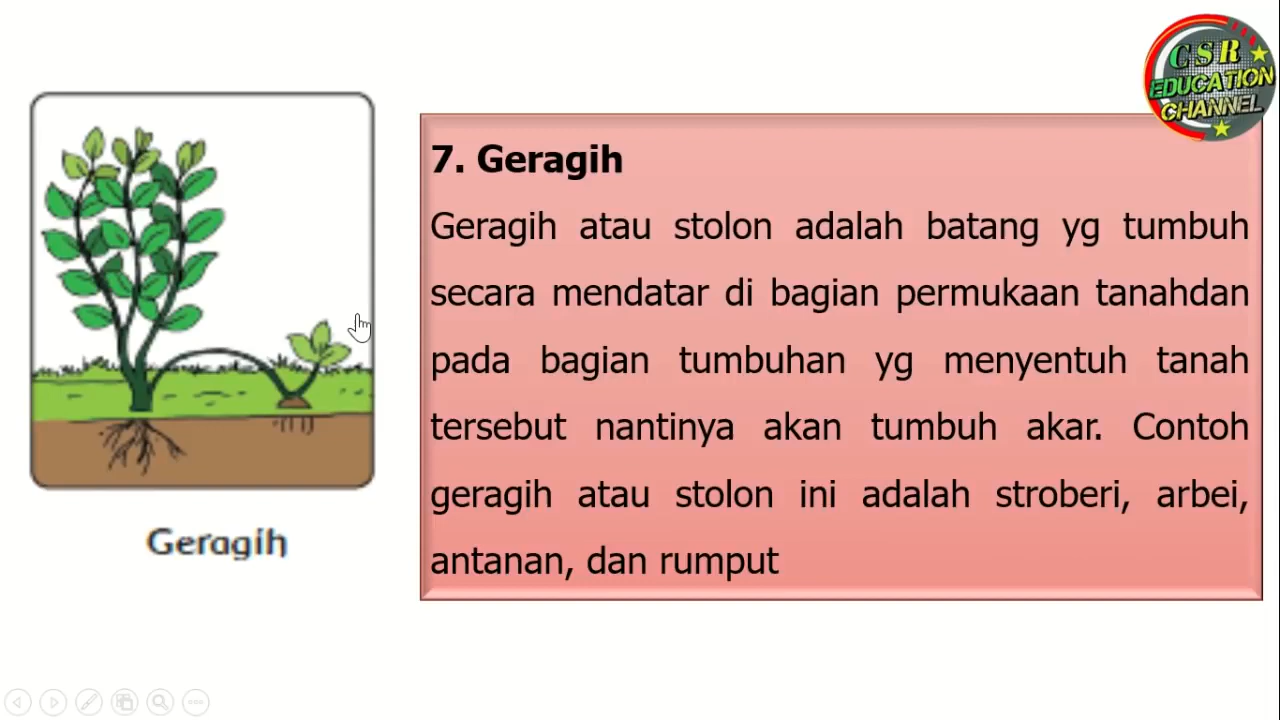 CSR
EDUCATION
CHANNEL
7. Geragih
Geragih atau stolon adalah batang yg tumbuh
secara mendatar di bagian permukaan tanahdan
pada bagian tumbuhan yg menyentuh tanah
tersebut nantinya akan tumbuh akar. Contoh
geragih atau stolon ini adalah stroberi, arbei,
antanan, dan rumput
Geragih